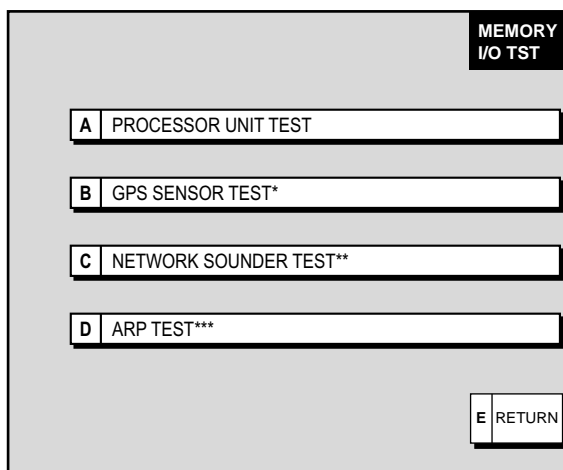 MEMORY
I/O TST
A PROCESSOR UNIT TEST
B GPS SENSOR TEST*
C NETWORK SOUNDER TEST**
D ARP TEST***
E RETURN